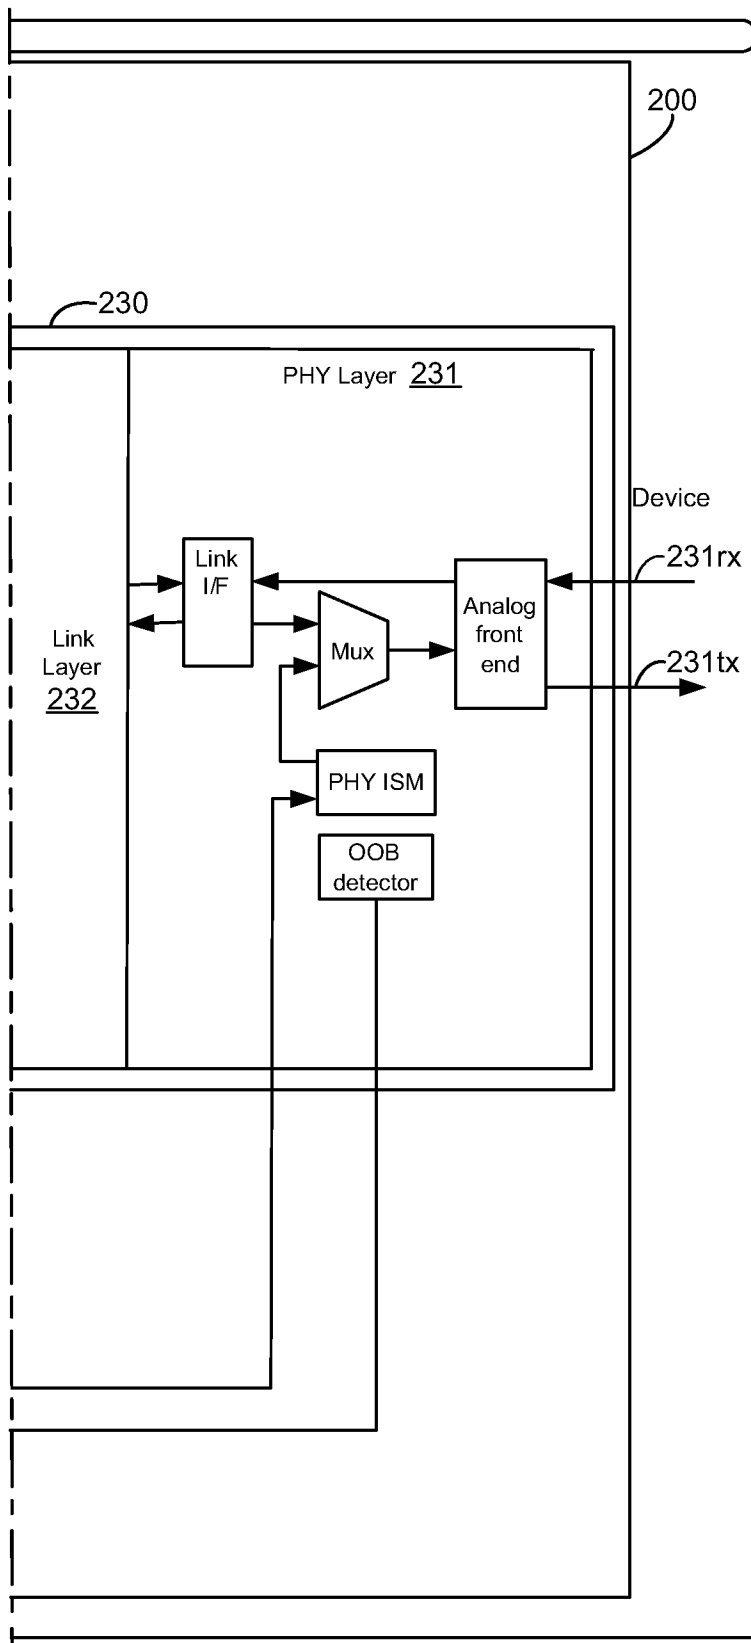 200
230
PHY Layer 231
Device
Link
I/F
231rx
Analog
front
end
Mux
Link
Layer
232
231tx
PHY ISM
OOB
detector